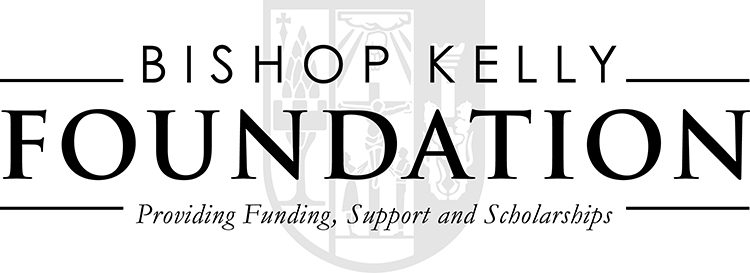 BISHOP KELLY
FOUNDATION
Providing Funding, Support and Scholarships